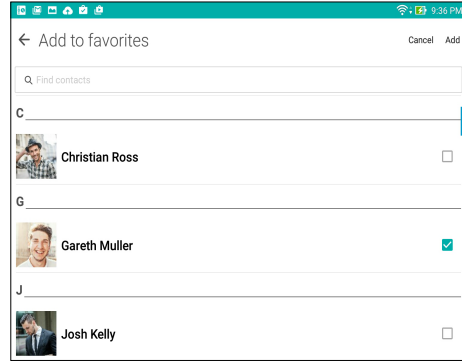 9:36 PM
Add to favorites
Cancel Add
Find contacts
C
Christian Ross
G
Gareth Muller
J
Josh Kelly